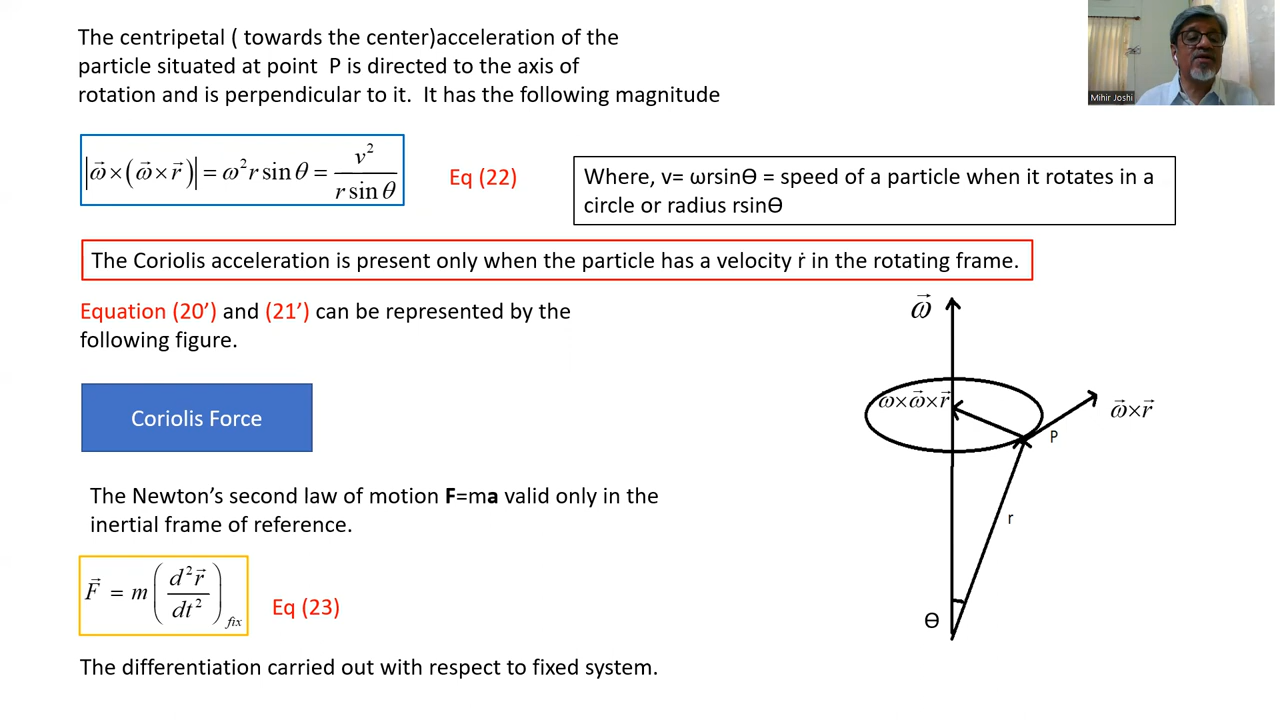 The centripetal ( towards the center)acceleration of the
particle situated at point P is directed to the axis of
rotation and is perpendicular to it. It has the following magnitude
Mihir Joshi
|ω⃗×(ω⃗×r⃗)| = ω² r sin θ = v² / (r sin θ)
Eq (22)
Where, v= ωrsinϴ = speed of a particle when it rotates in a
circle or radius rsinϴ
The Coriolis acceleration is present only when the particle has a velocity ṙ in the rotating frame.
Equation (20’) and (21’) can be represented by the
following figure.
ω⃗
ω×ω⃗×r⃗
ω⃗×r⃗
P
r
ϴ
Coriolis Force
The Newton’s second law of motion F=ma valid only in the
inertial frame of reference.
F⃗ = m (d²r⃗ / dt²)fix
Eq (23)
The differentiation carried out with respect to fixed system.